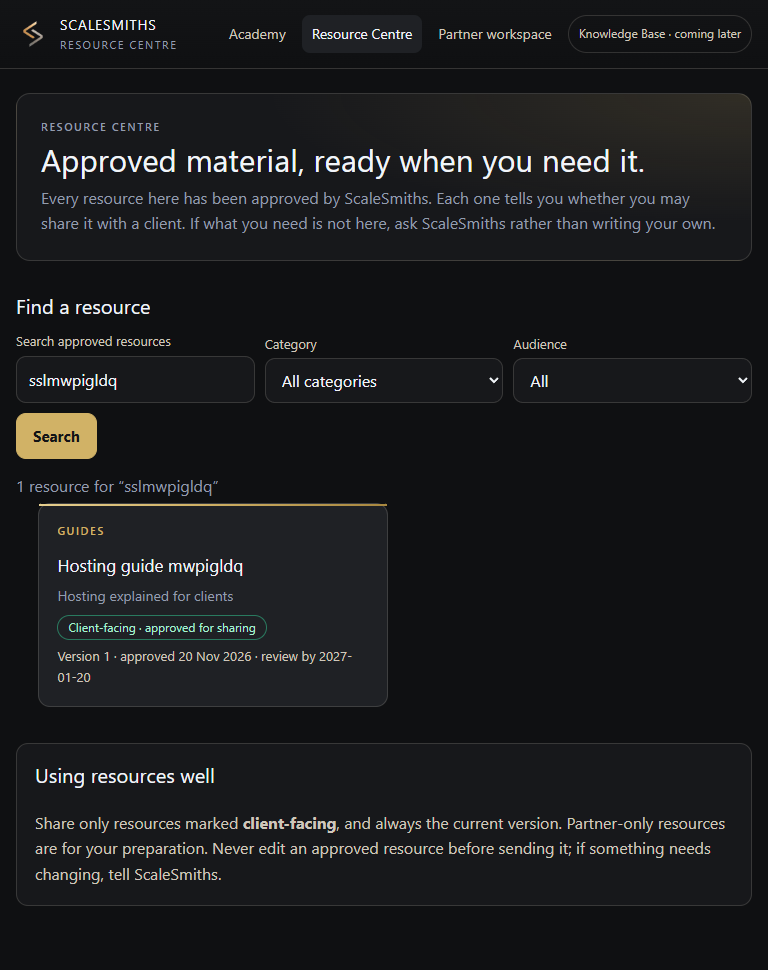 SCALESMITHS
RESOURCE CENTRE
Academy
Resource Centre
Partner workspace
Knowledge Base · coming later
RESOURCE CENTRE
Approved material, ready when you need it.
Every resource here has been approved by ScaleSmiths. Each one tells you whether you may
share it with a client. If what you need is not here, ask ScaleSmiths rather than writing your own.
Find a resource
Search approved resources
Category
Audience
sslmwpigldq
All categories
All
Search
1 resource for “sslmwpigldq”
GUIDES
Hosting guide mwpigldq
Hosting explained for clients
Client-facing · approved for sharing
Version 1 · approved 20 Nov 2026 · review by 2027-
01-20
Using resources well
Share only resources marked client-facing, and always the current version. Partner-only resources
are for your preparation. Never edit an approved resource before sending it; if something needs
changing, tell ScaleSmiths.